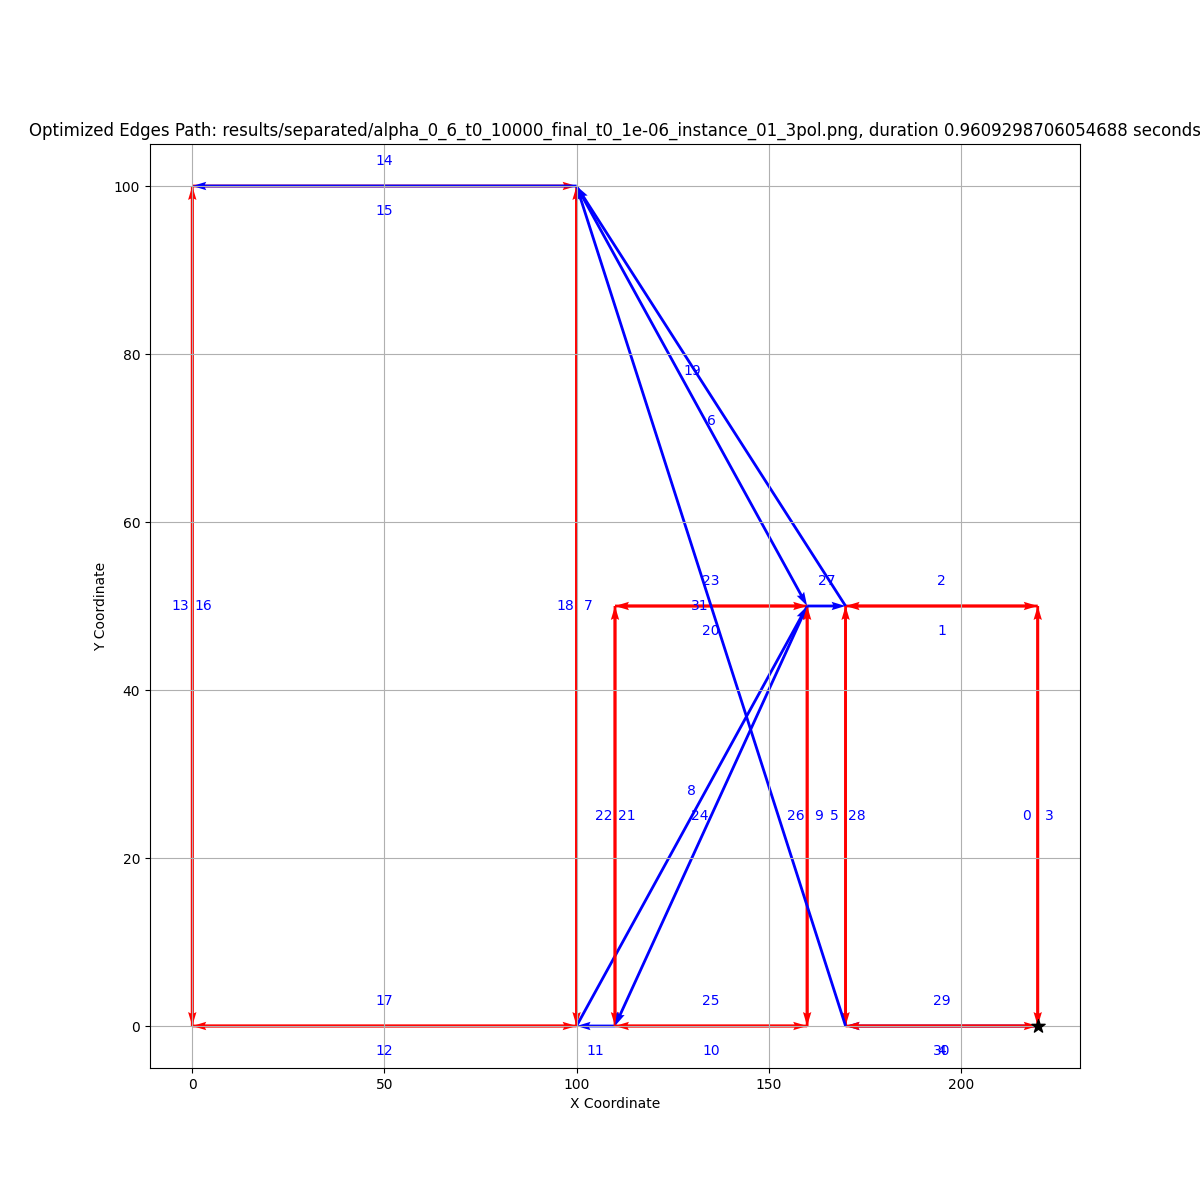 Optimized Edges Path: results/separated/alpha_0_6_t0_10000_final_t0_1e-06_instance_01_3pol.png, duration 0.9609298706054688 seconds
14
100
15
80
19
6
60
23 27 2
13 16 18 7 31
20 1
Y Coordinate
40
8
22 21 24 26 9 5 28 0 3
20
17 25 29
0
12 11 10 30 4
0 50 100 150 200
X Coordinate